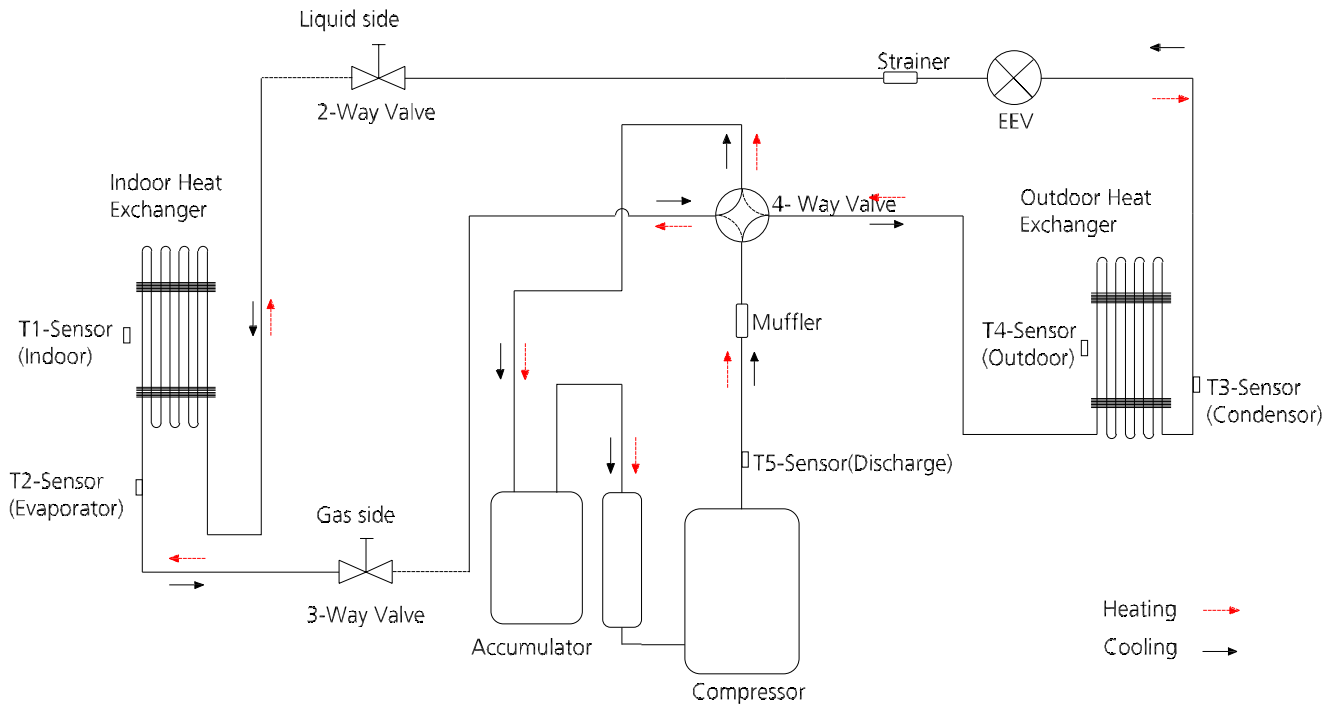 Liquid side
2-Way Valve
Strainer
EEV
Indoor Heat
Exchanger
4- Way Valve
Outdoor Heat
Exchanger
T1-Sensor
(Indoor)
Muffler
T4-Sensor
(Outdoor)
T3-Sensor
(Condensor)
T5-Sensor(Discharge)
T2-Sensor
(Evaporator)
Gas side
3-Way Valve
Accumulator
Compressor
Heating
Cooling